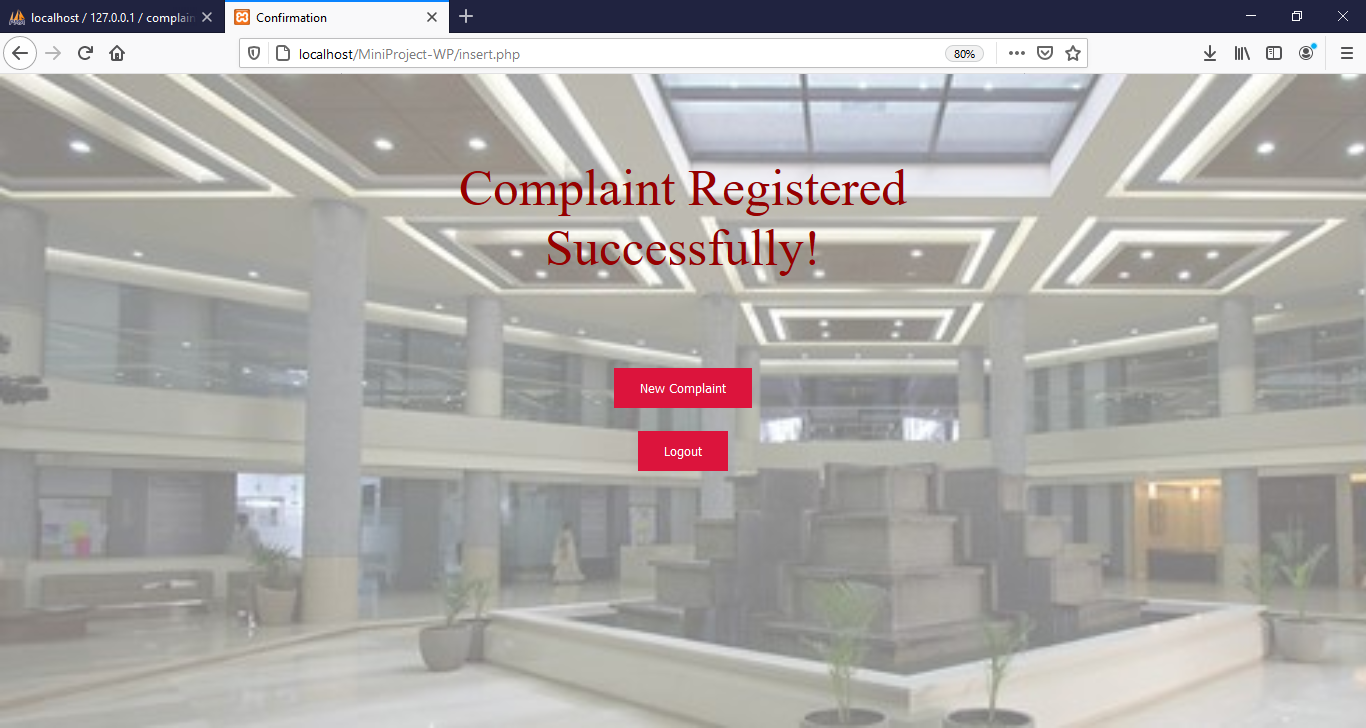 localhost / 127.0.0.1 / complain
Confirmation
localhost/MiniProject-WP/insert.php
80%
Complaint Registered
Successfully!
New Complaint
Logout